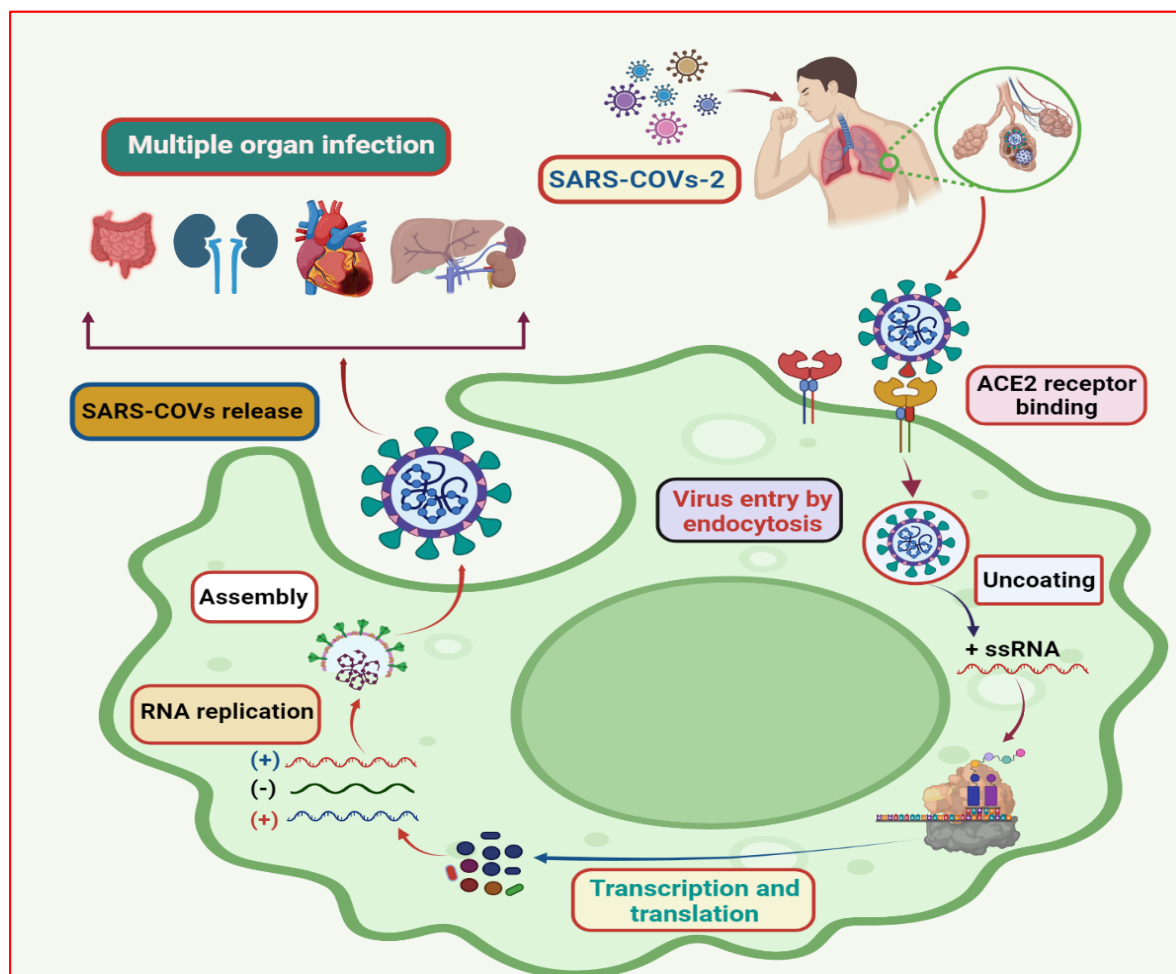 Multiple organ infection
SARS-COVs-2
ACE2 receptor
binding
SARS-COVs release
Virus entry by
endocytosis
Uncoating
+ ssRNA
Assembly
RNA replication
(+)
(-)
(+)
Transcription and
translation